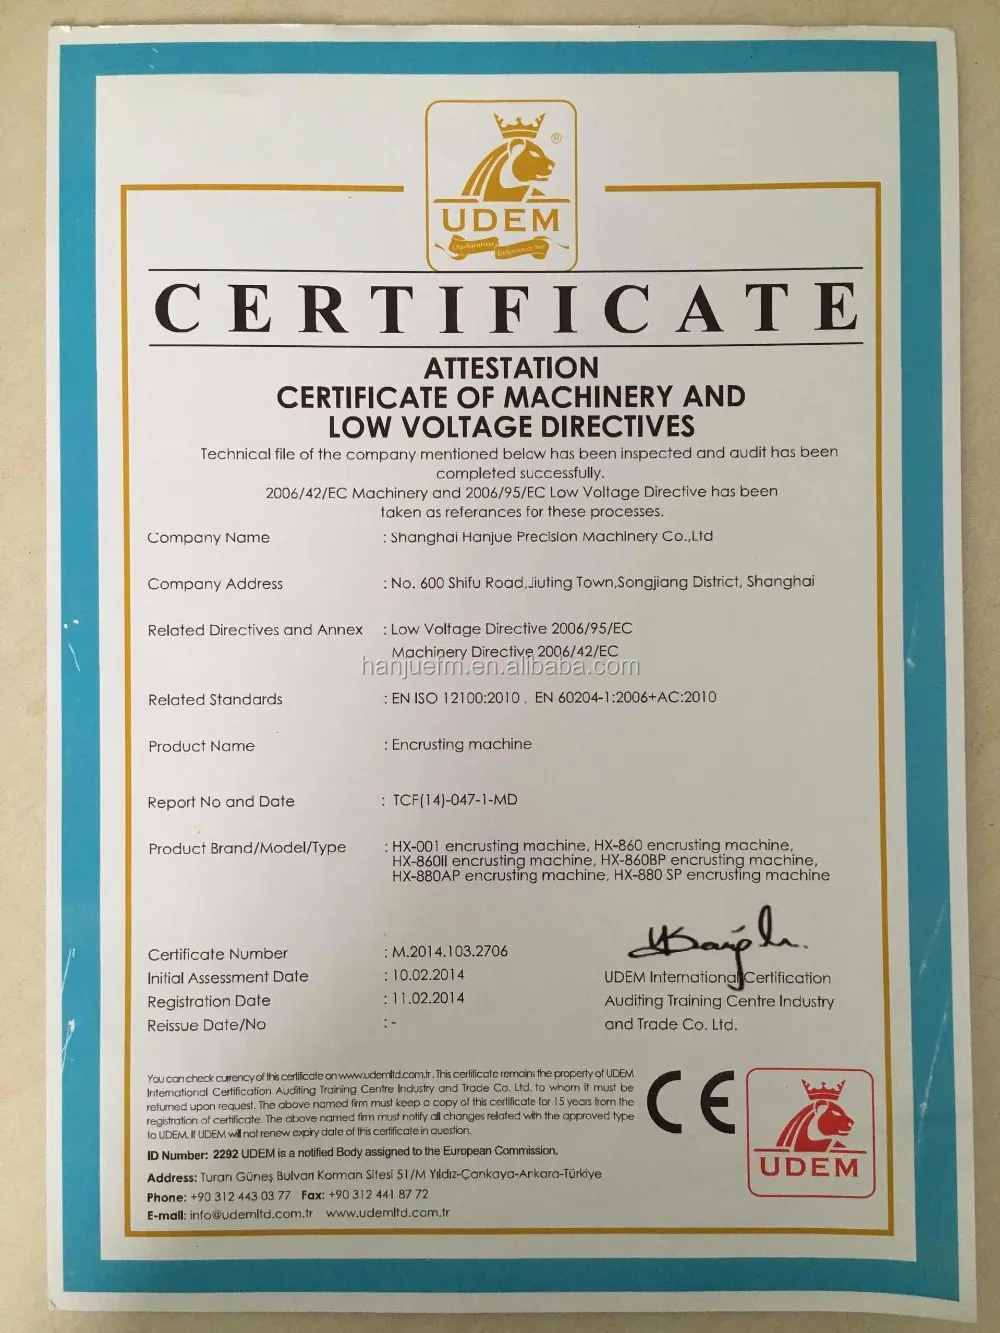 ®
UDEM
CERTIFICATE
ATTESTATION
CERTIFICATE OF MACHINERY AND
LOW VOLTAGE DIRECTIVES
Technical file of the company mentioned below has been inspected and audit has been
completed successfully.
2006/42/EC Machinery and 2006/95/EC Low Voltage Directive has been
taken as referances for these processes.
Company Name : Shanghai Hanjue Precision Machinery Co.,Ltd
Company Address : No. 600 Shifu Road,Jiuting Town,Songjiang District, Shanghai
Related Directives and Annex : Low Voltage Directive 2006/95/EC
Machinery Directive 2006/42/EC
hanjuefm.en.alibaba.com
Related Standards : EN ISO 12100:2010 , EN 60204-1:2006+AC:2010
Product Name : Encrusting machine
Report No and Date : TCF(14)-047-1-MD
Product Brand/Model/Type : HX-001 encrusting machine, HX-860 encrusting machine,
HX-860II encrusting machine, HX-860BP encrusting machine,
HX-880AP encrusting machine, HX-880 SP encrusting machine
Certificate Number : M.2014.103.2706
Initial Assessment Date : 10.02.2014
Registration Date : 11.02.2014
Reissue Date/No : -
UDEM International Certification
Auditing Training Centre Industry
and Trade Co. Ltd.
You can check currency of this certificate on www.udemltd.com.tr. This certificate remains the property of UDEM
International Certification Auditing Training Centre Industry and Trade Co. Ltd. to whom it must be
returned upon request. The above named firm must keep a copy of this certificate for 15 years from the
registration of certificate. The above named firm must notify all changes related with the approved type
to UDEM. If UDEM will not renew expiry date of this certificate in question.
ID Number: 2292 UDEM is a notified Body assigned to the European Commission.
Address: Turan Güneş Bulvarı Korman Sitesi 51/M Yıldız-Çankaya-Ankara-Türkiye
Phone: +90 312 443 03 77 Fax: +90 312 441 87 72
E-mail: info@udemltd.com.tr www.udemltd.com.tr
CE
UDEM